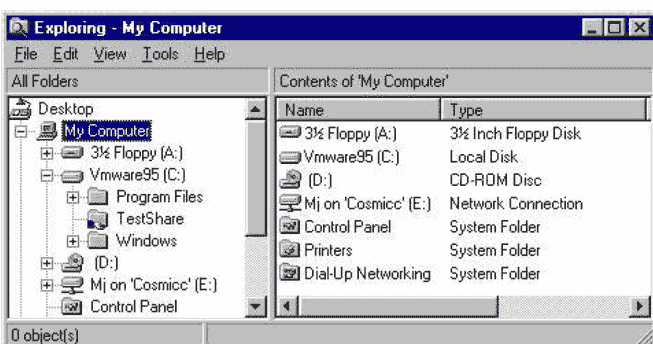 Exploring - My Computer
File Edit View Tools Help
All Folders
Contents of 'My Computer'
Desktop
My Computer
3½ Floppy (A:)
Vmware95 (C:)
Program Files
TestShare
Windows
(D:)
Mj on 'Cosmicc' (E:)
Control Panel
Name Type
3½ Floppy (A:) 3½ Inch Floppy Disk
Vmware95 (C:) Local Disk
(D:) CD-ROM Disc
Mj on 'Cosmicc' (E:) Network Connection
Control Panel System Folder
Printers System Folder
Dial-Up Networking System Folder
0 object(s)